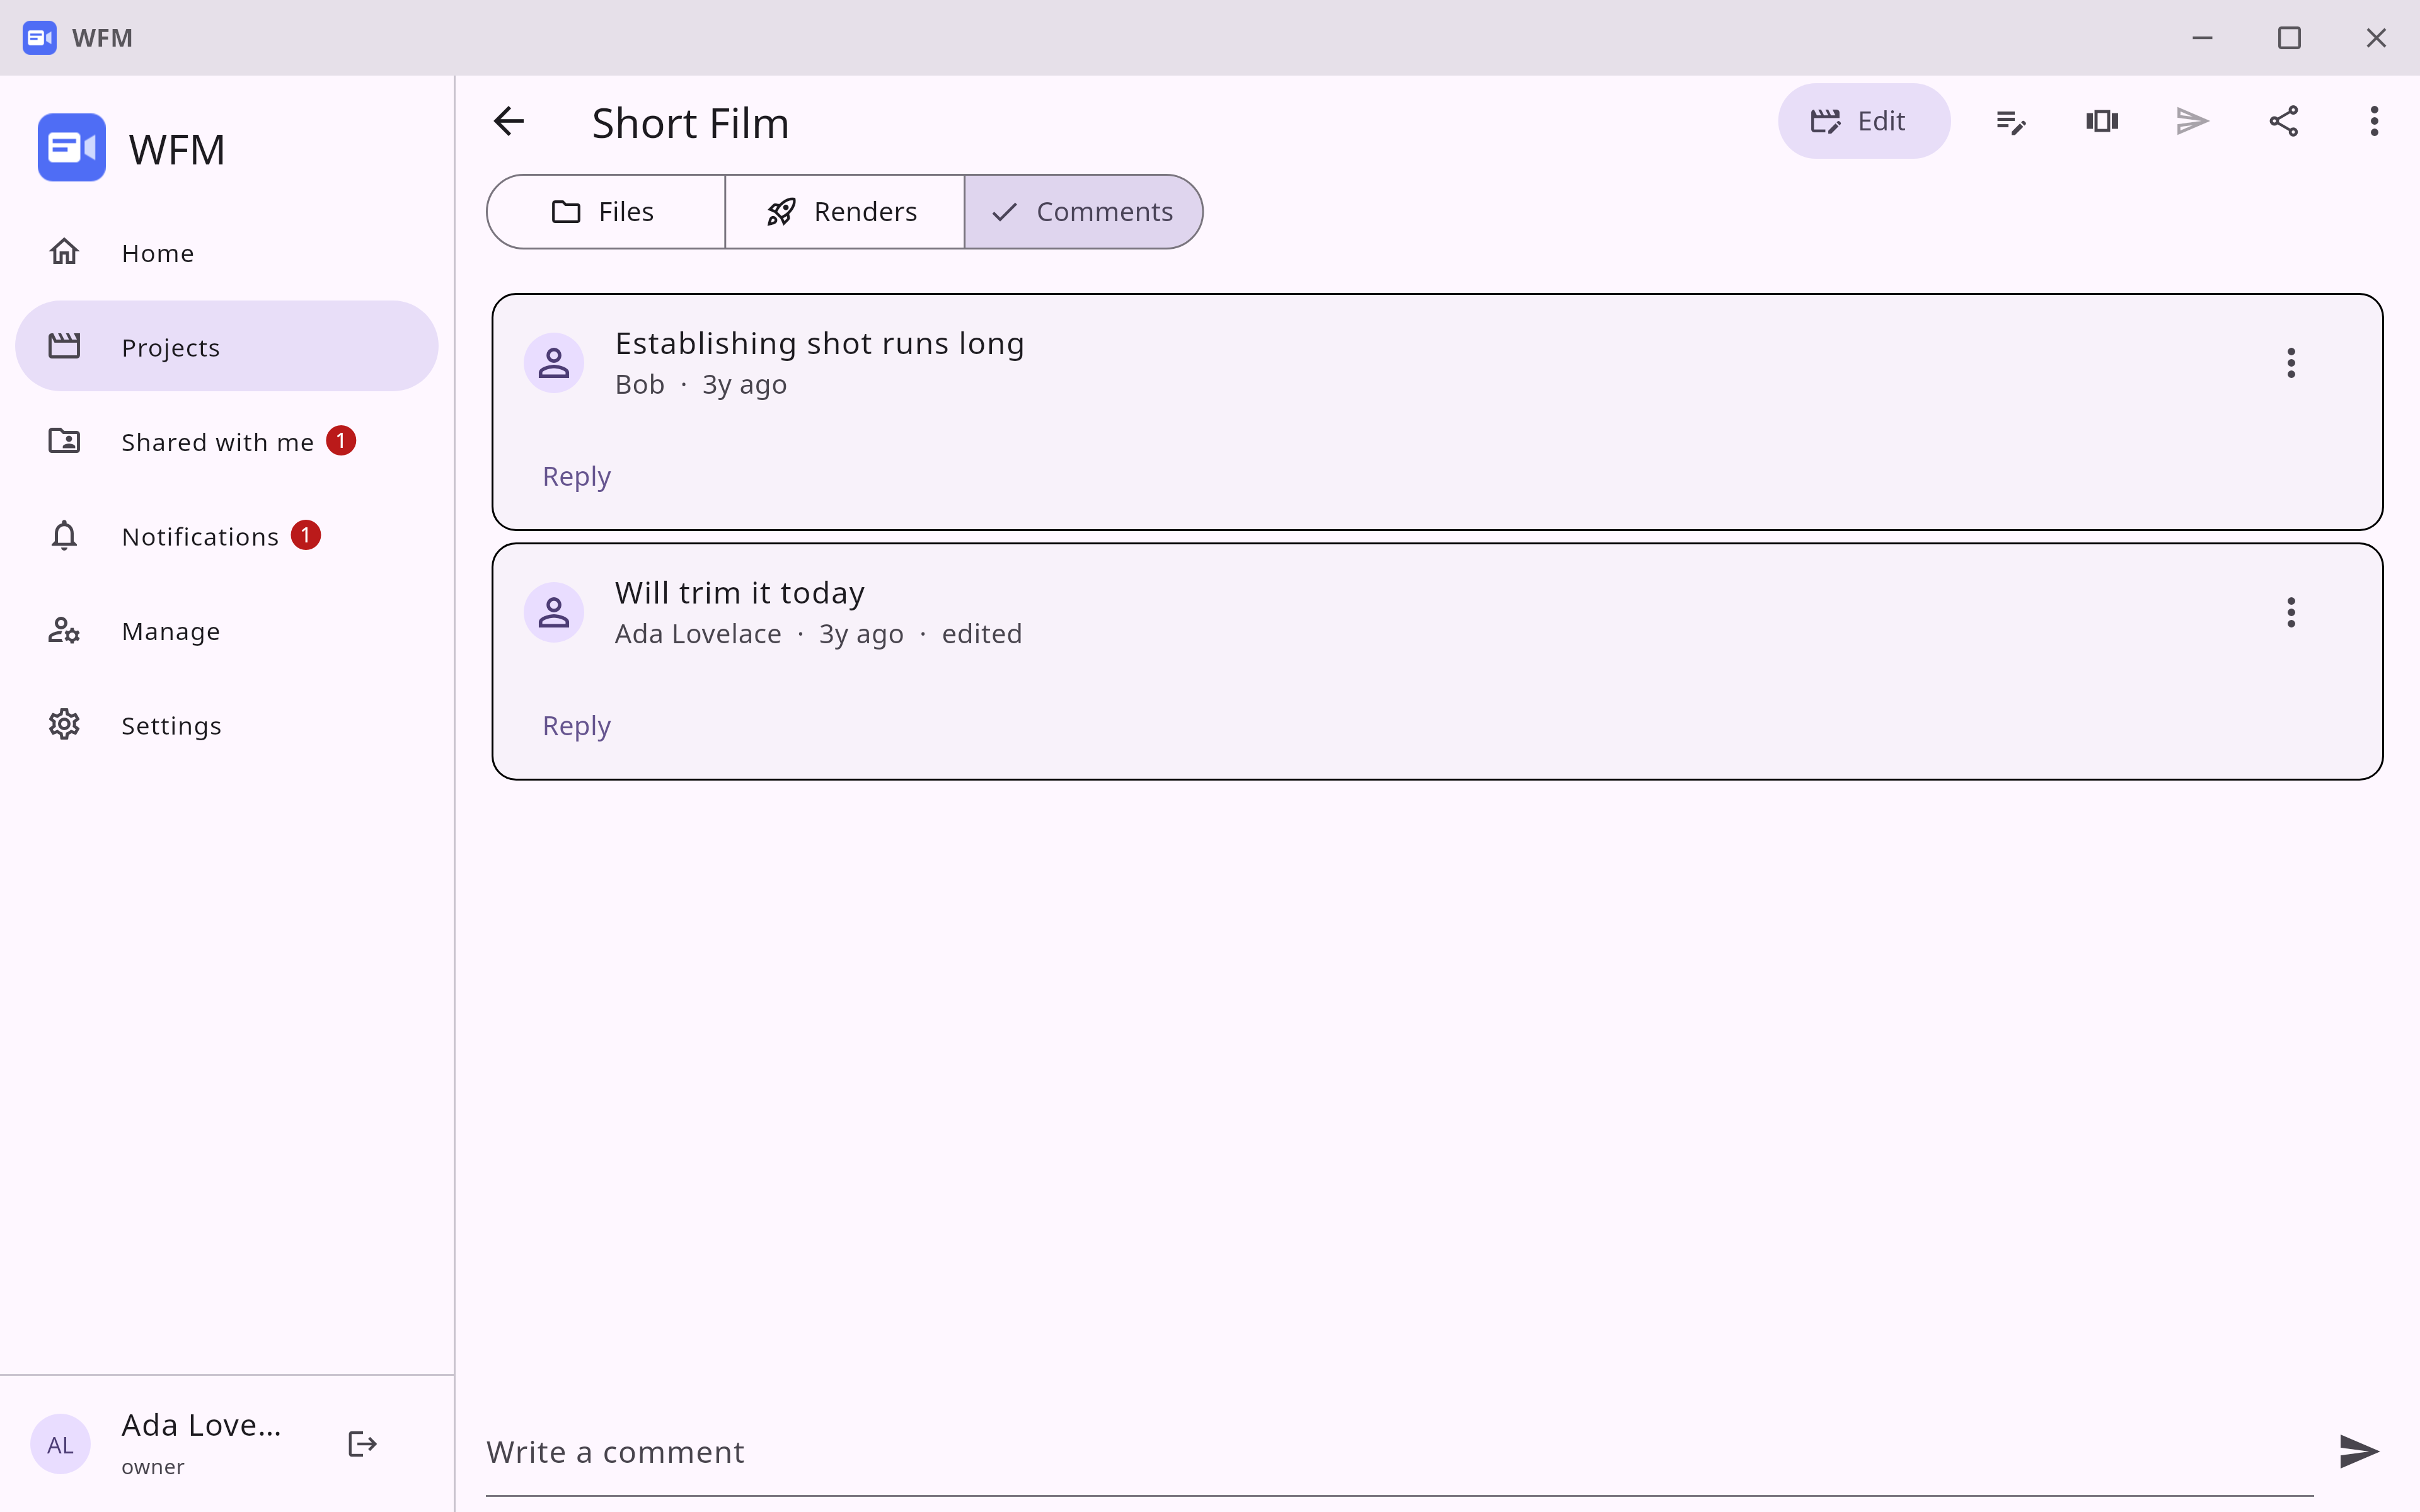 WFM
WFM
Home
Projects
Shared with me 1
Notifications 1
Manage
Settings
AL
Ada Love...
owner
Short Film
Edit
Files
Renders
Comments
Establishing shot runs long
Bob · 3y ago
Reply
Will trim it today
Ada Lovelace · 3y ago · edited
Reply
Write a comment